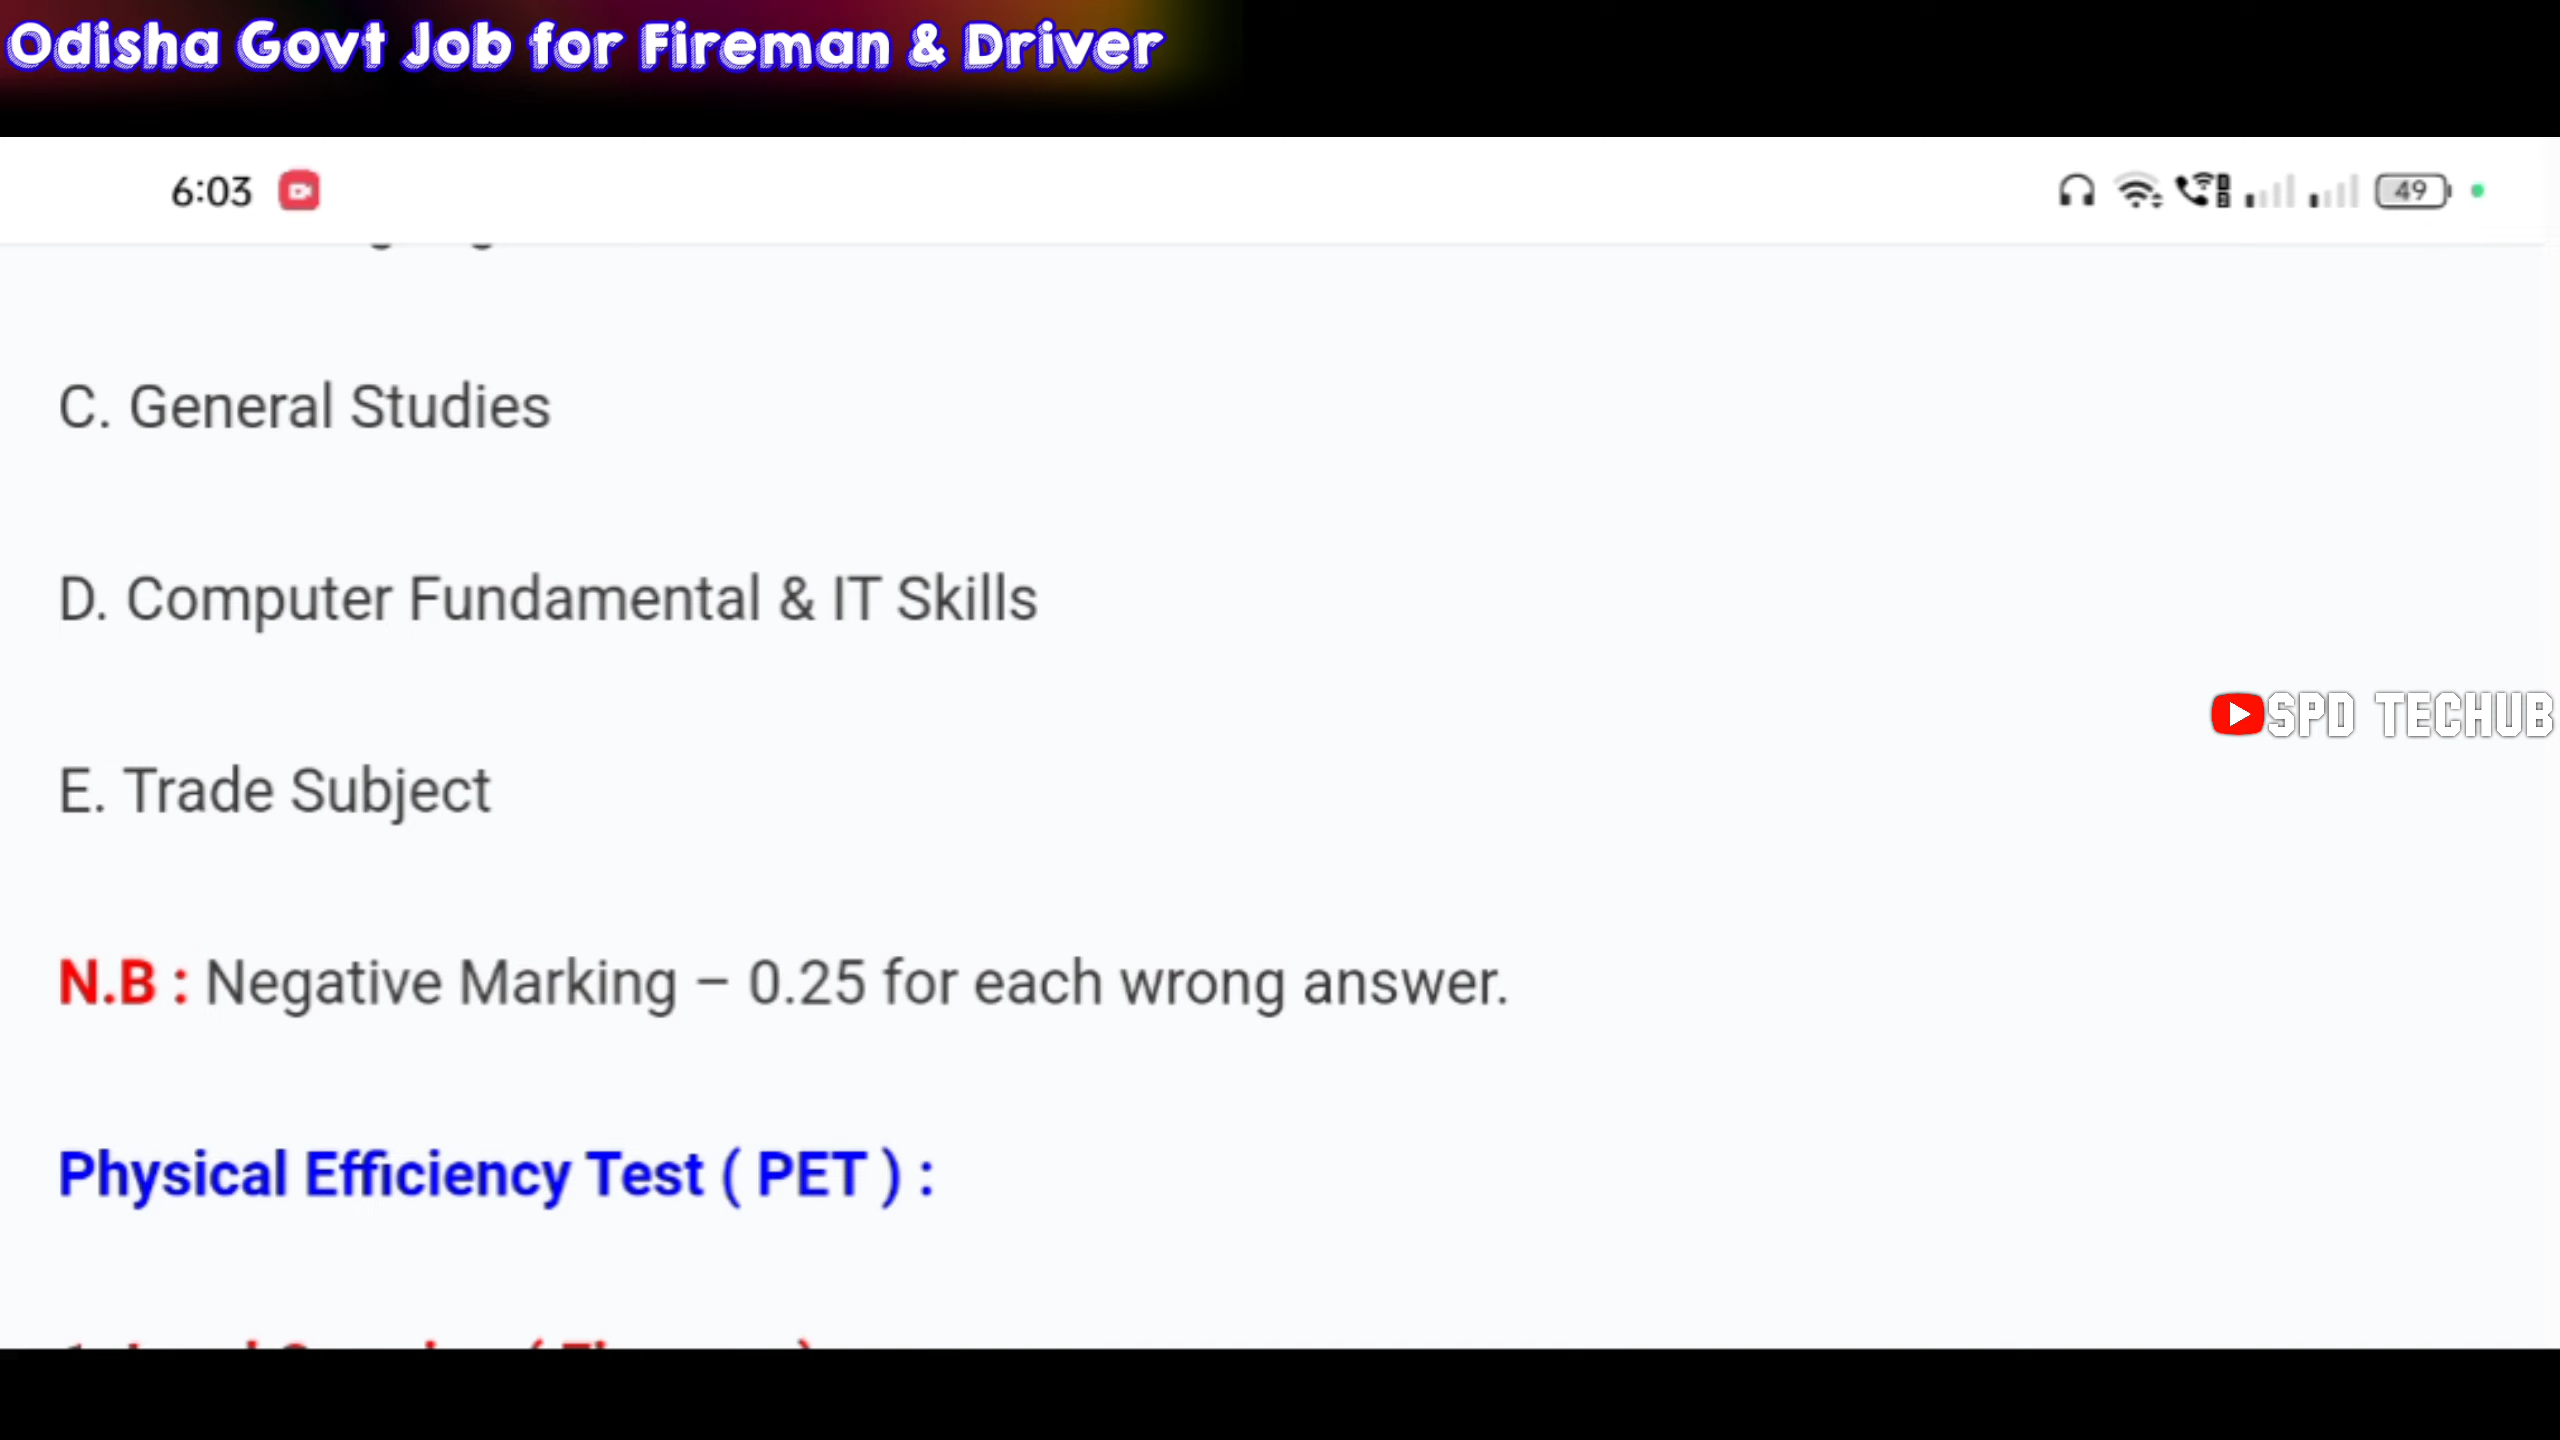 Odisha Govt Job for Fireman & Driver
6:03
49
C. General Studies
D. Computer Fundamental & IT Skills
SPD TECHUB
E. Trade Subject
N.B : Negative Marking – 0.25 for each wrong answer.
Physical Efficiency Test ( PET ) :